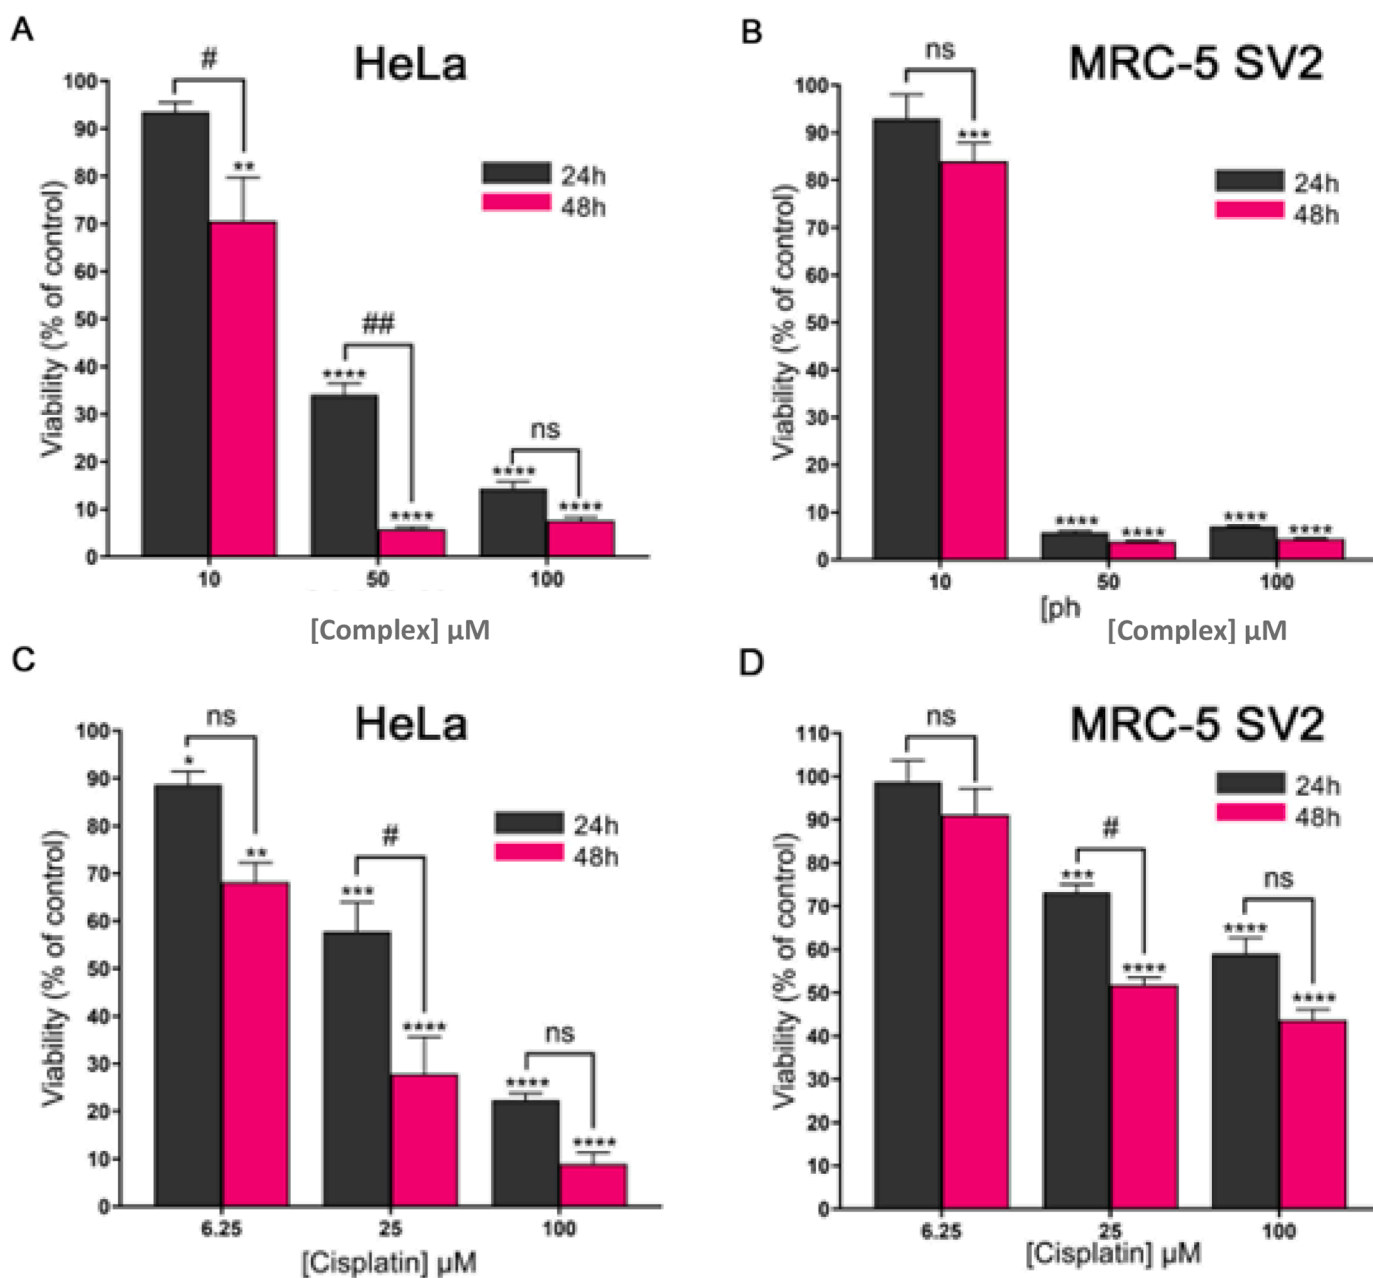 A
HeLa
#
**
##
****
****
ns
****
****
24h
48h
Viability (% of control)
100
90
80
70
60
50
40
30
20
10
0
10 50 100
[Complex] µM
B
MRC-5 SV2
ns
***
****
****
****
****
24h
48h
Viability (% of control)
100
90
80
70
60
50
40
30
20
10
0
10 50 100
[ph
[Complex] µM
C
HeLa
ns
*
**
#
***
****
ns
****
****
24h
48h
Viability (% of control)
100
90
80
70
60
50
40
30
20
10
0
6.25 25 100
[Cisplatin] µM
D
MRC-5 SV2
ns
#
***
****
ns
****
****
24h
48h
Viability (% of control)
110
100
90
80
70
60
50
40
30
20
10
0
6.25 25 100
[Cisplatin] µM